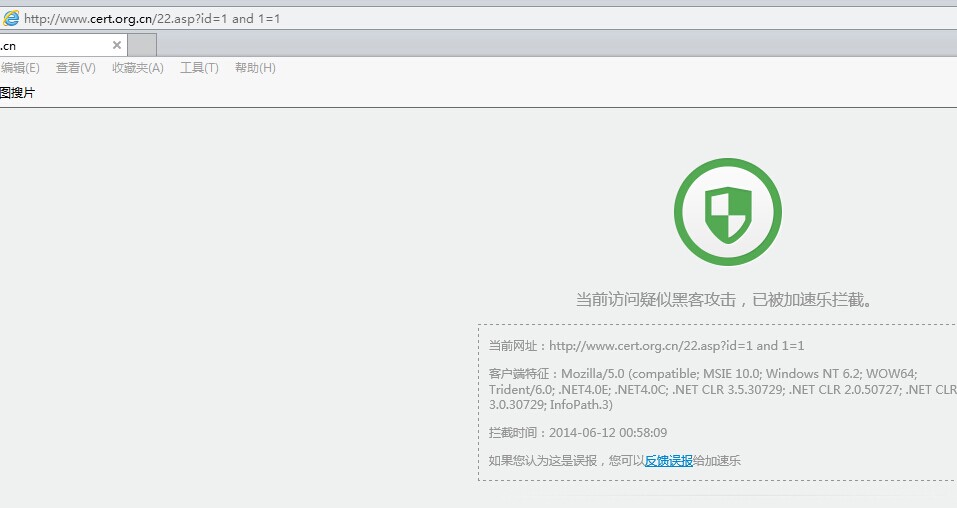 http://www.cert.org.cn/22.asp?id=1 and 1=1
.cn
编辑(E) 查看(V) 收藏夹(A) 工具(T) 帮助(H)
图搜片
当前访问疑似黑客攻击，已被加速乐拦截。
当前网址：http://www.cert.org.cn/22.asp?id=1 and 1=1
客户端特征：Mozilla/5.0 (compatible; MSIE 10.0; Windows NT 6.2; WOW64;
Trident/6.0; .NET4.0E; .NET4.0C; .NET CLR 3.5.30729; .NET CLR 2.0.50727; .NET CLR
3.0.30729; InfoPath.3)
拦截时间：2014-06-12 00:58:09
如果您认为这是误报，您可以反馈误报给加速乐